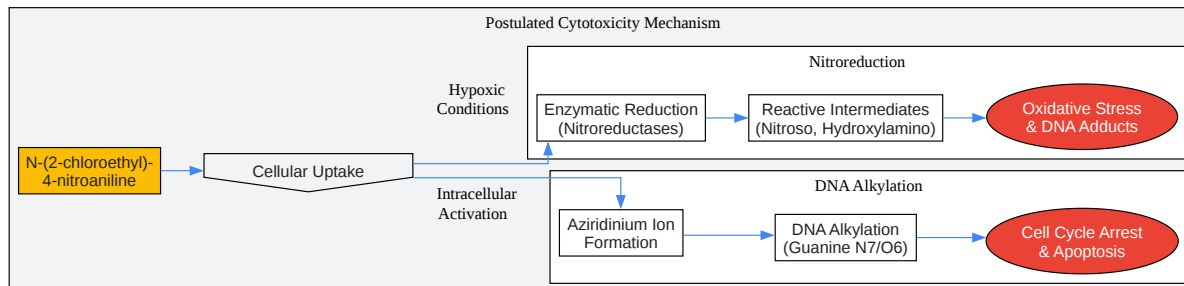 Postulated Cytotoxicity Mechanism
Nitroreduction
Hypoxic
Conditions
Enzymatic Reduction
(Nitroreductases)
Reactive Intermediates
(Nitroso, Hydroxylamino)
Oxidative Stress
& DNA Adducts
N-(2-chloroethyl)-
4-nitroaniline
Cellular Uptake
Intracellular
Activation
DNA Alkylation
Aziridinium Ion
Formation
DNA Alkylation
(Guanine N7/O6)
Cell Cycle Arrest
& Apoptosis